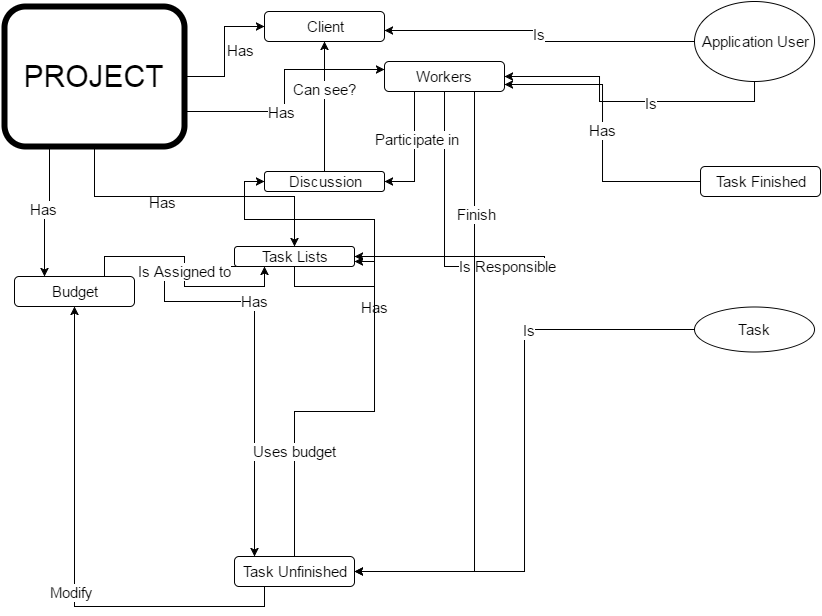 Client
Is
Application User
Has
PROJECT
Workers
Can see?
Has
Is
Has
Participate in
Discussion
Task Finished
Has
Has
Finish
Task Lists
Is Assigned to
Is Responsible
Budget
Has
Has
Is
Task
Uses budget
Task Unfinished
Modify